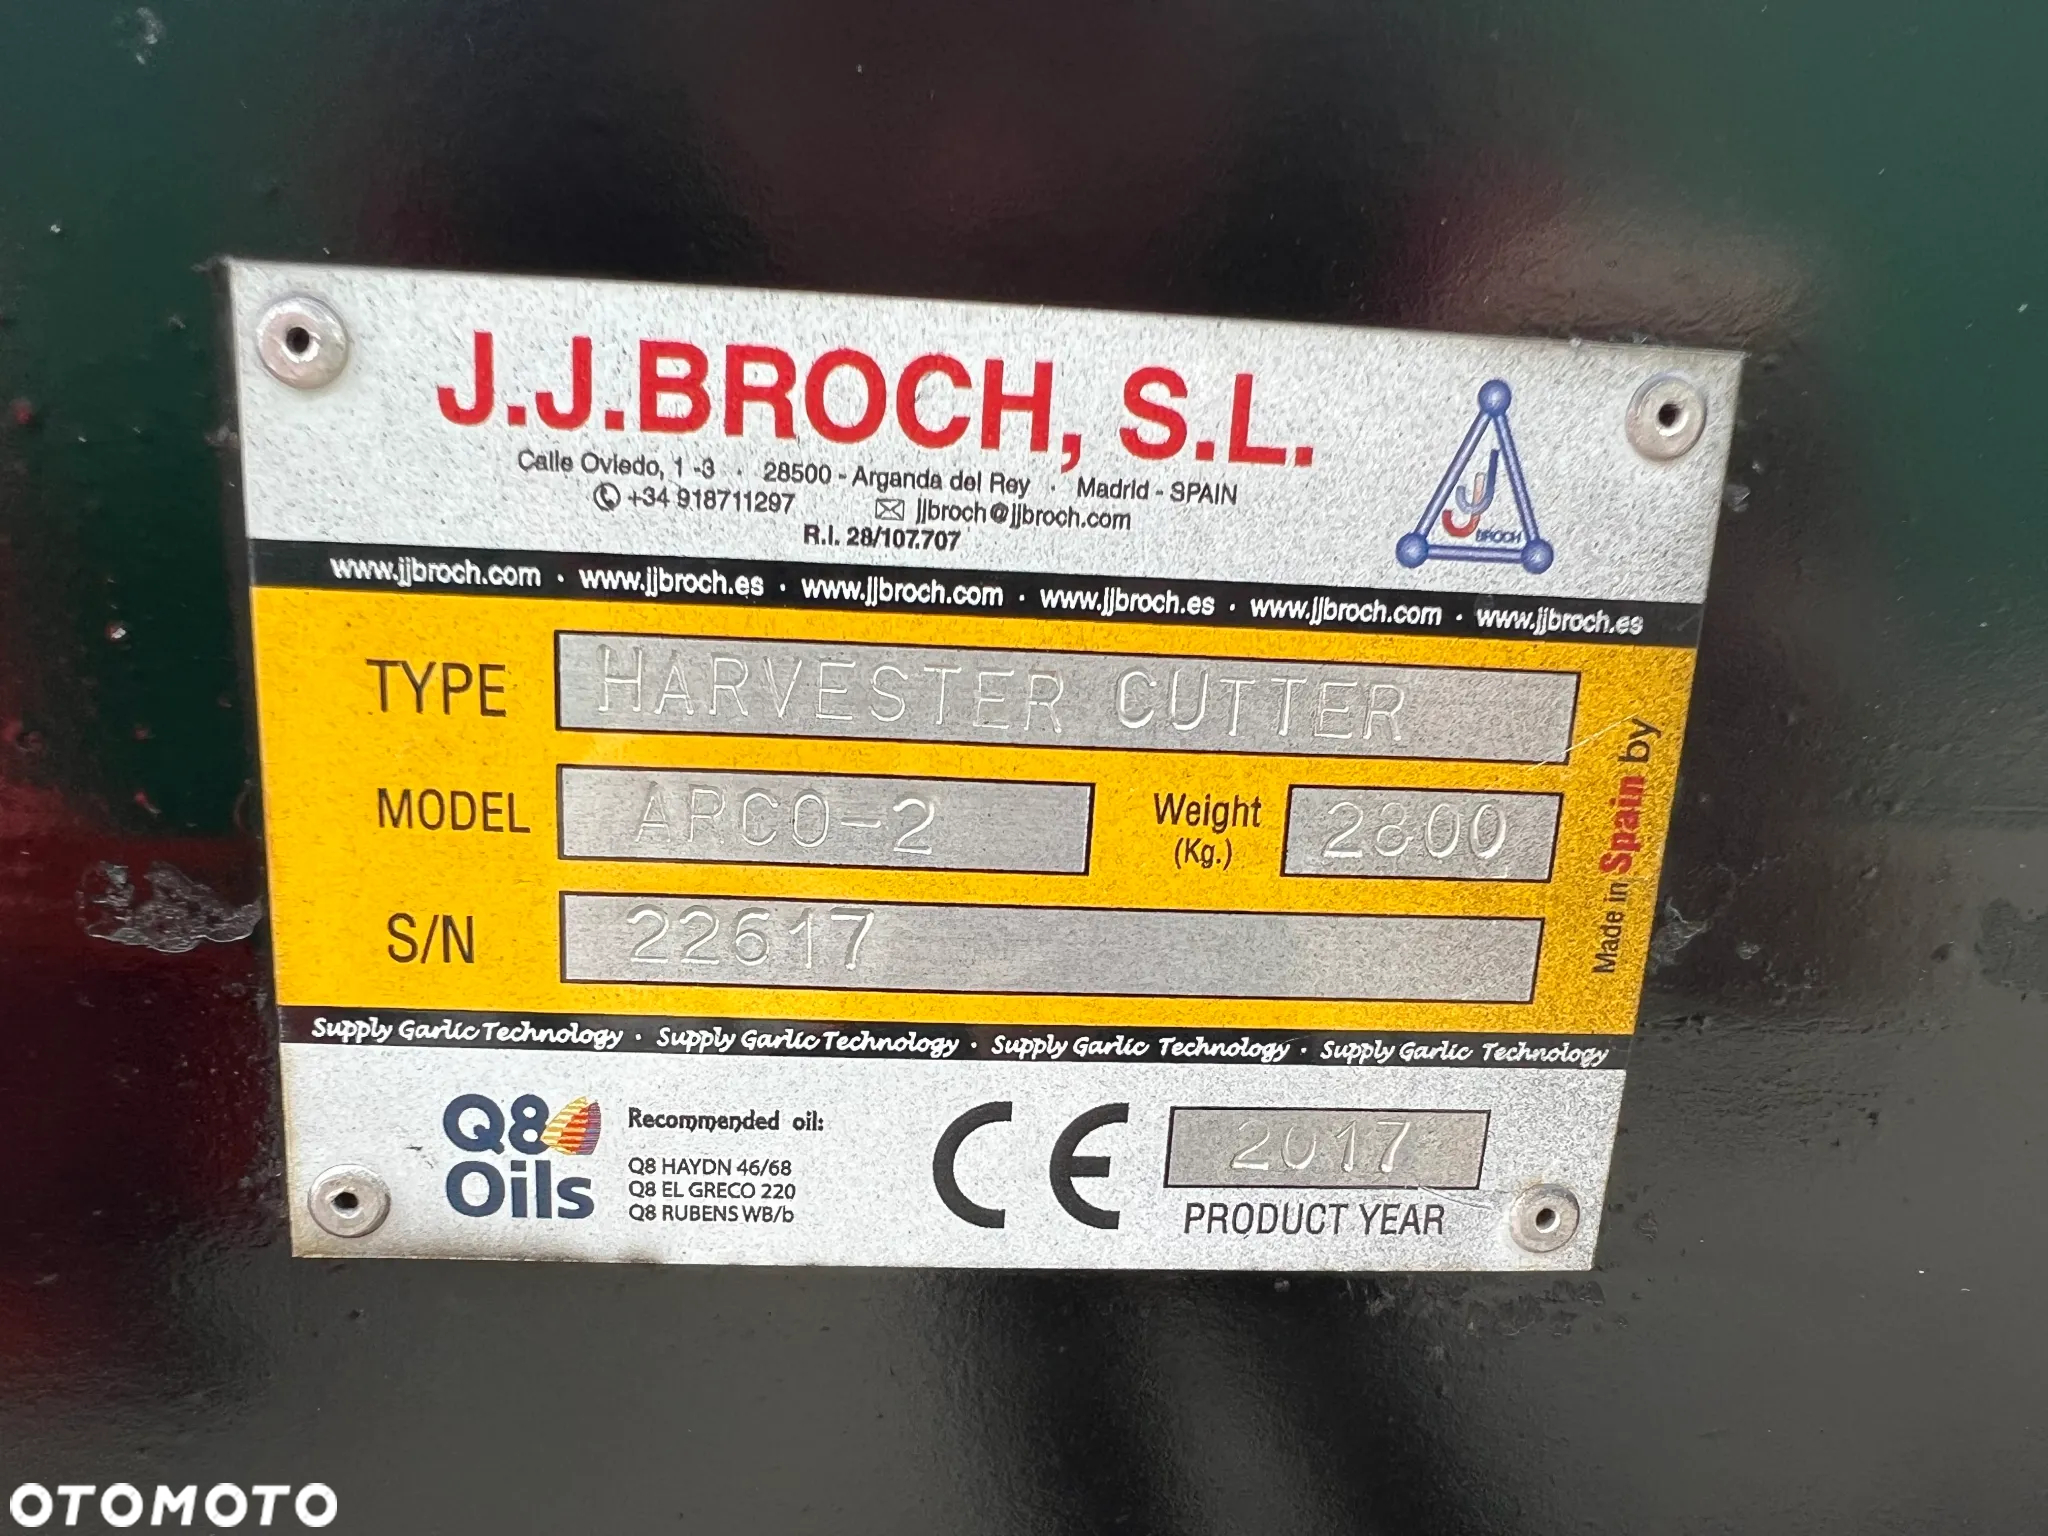 J.J.BROCH, S.L.
Calle Oviedo, 1 -3 · 28500 - Arganda del Rey · Madrid - SPAIN
+34 918711297 jjbroch@jjbroch.com
R.I. 28/107.707
JJ BROCH
www.jjbroch.com · www.jjbroch.es · www.jjbroch.com · www.jjbroch.es · www.jjbroch.com · www.jjbroch.es
TYPE HARVESTER CUTTER
MODEL ARCO-2 Weight (Kg.) 2800
S/N 22617
Made in Spain by
Supply Garlic Technology · Supply Garlic Technology · Supply Garlic Technology · Supply Garlic Technology
Q8 Oils
Recommended oil:
Q8 HAYDN 46/68
Q8 EL GRECO 220
Q8 RUBENS WB/b
CE
2017
PRODUCT YEAR
OTOMOTO